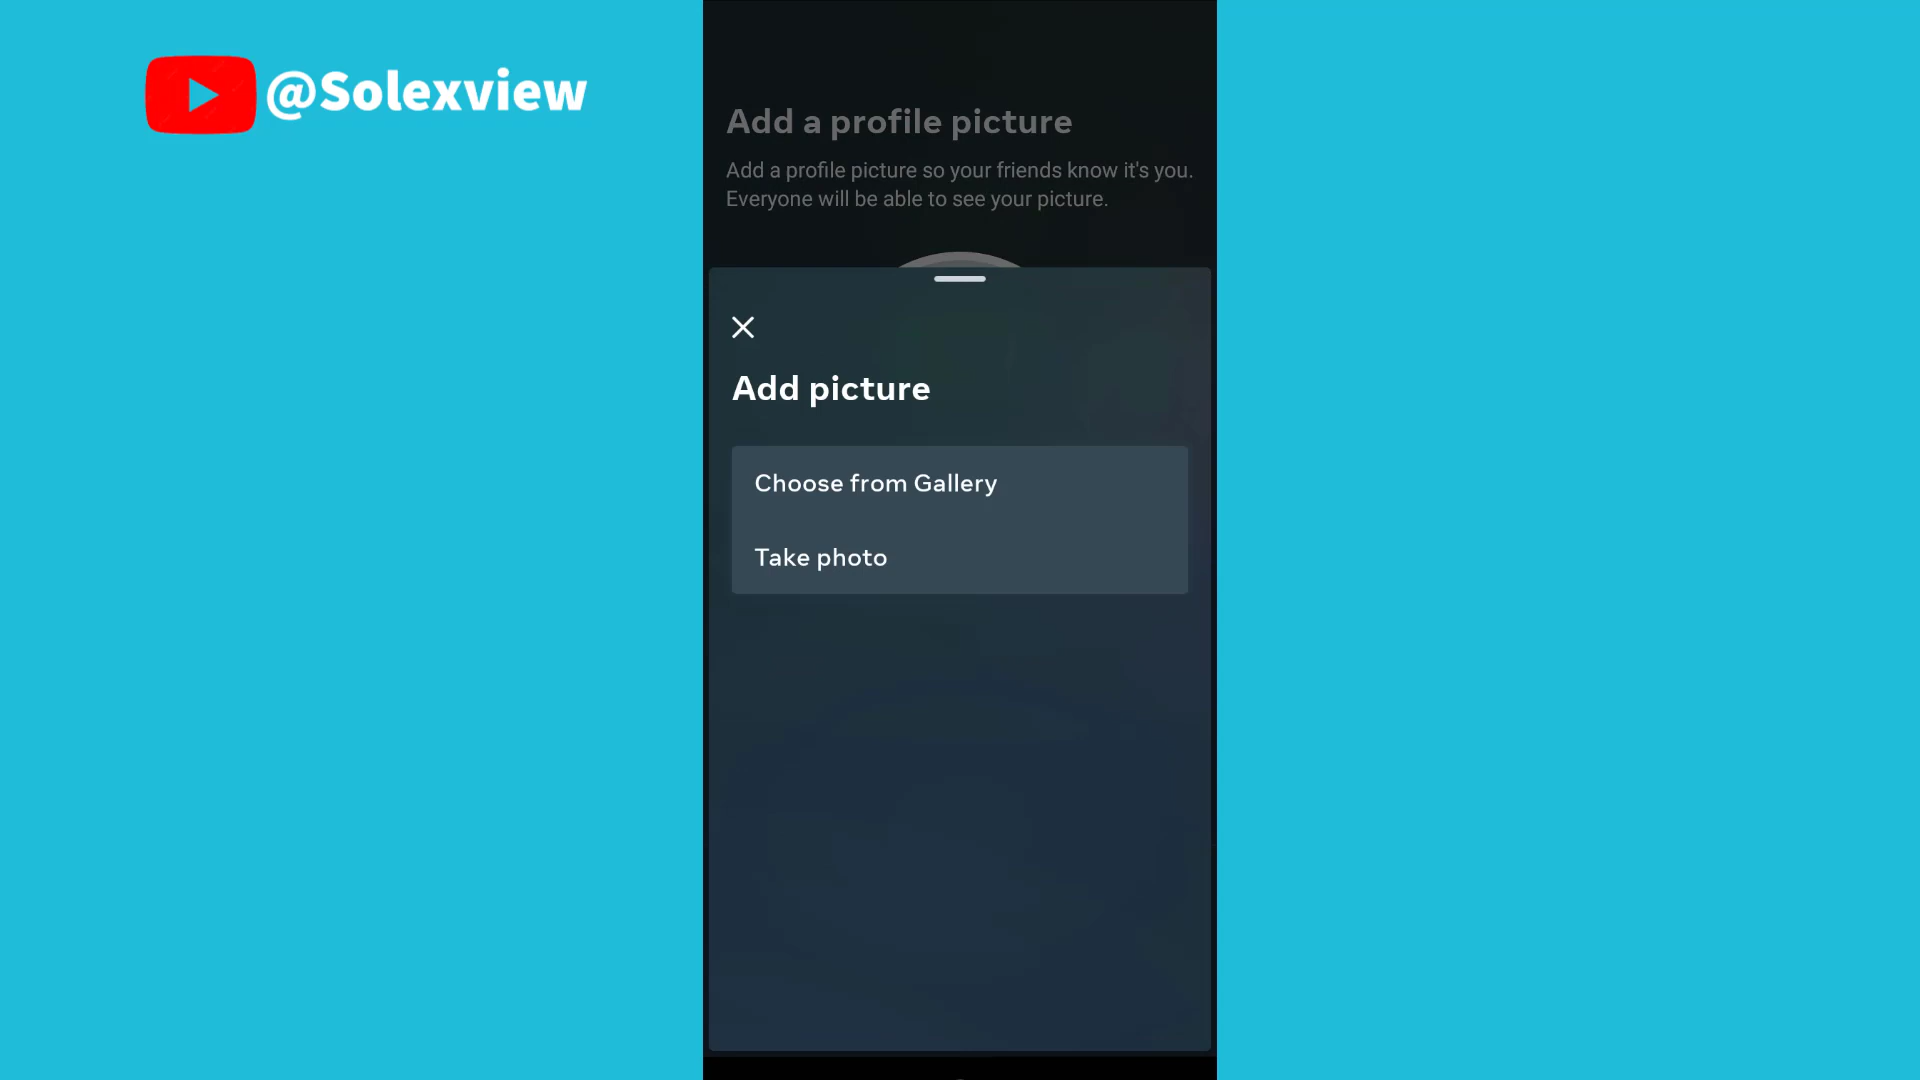 @Solexview
Add a profile picture
Add a profile picture so your friends know it's you.
Everyone will be able to see your picture.
Add picture
Choose from Gallery
Take photo